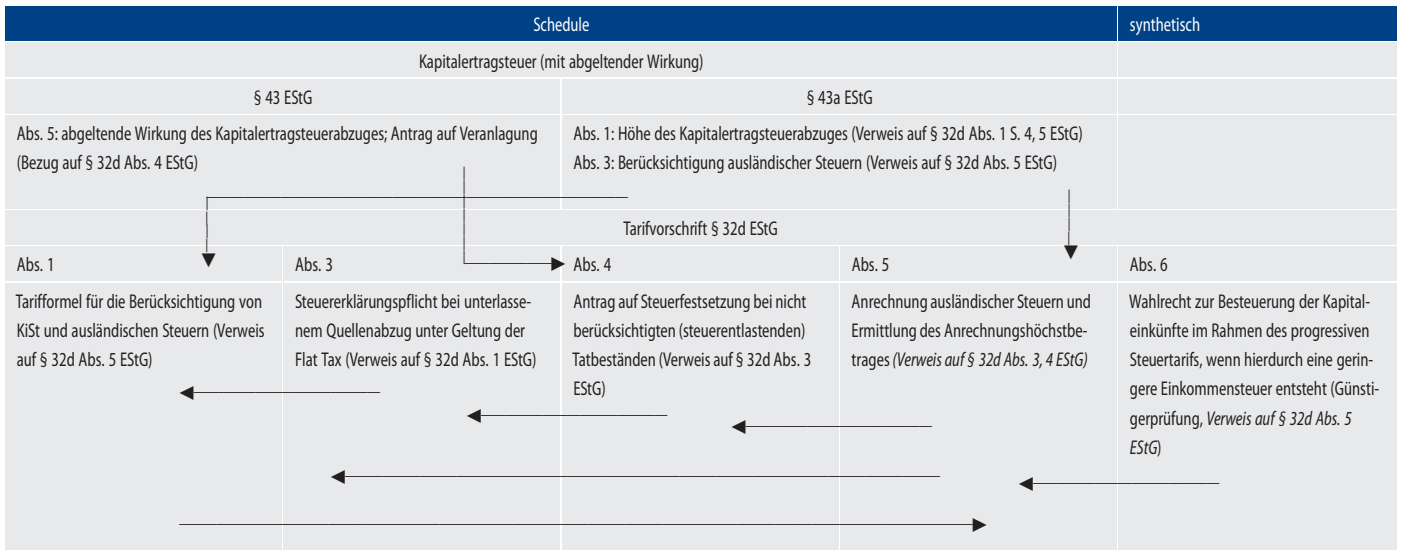 Schedule
synthetisch
Kapitalertragsteuer (mit abgeltender Wirkung)
§ 43 EStG
§ 43a EStG
Abs. 5: abgeltende Wirkung des Kapitalertragsteuerabzuges; Antrag auf Veranlagung
(Bezug auf § 32d Abs. 4 EStG)
Abs. 1: Höhe des Kapitalertragsteuerabzuges (Verweis auf § 32d Abs. 1 S. 4, 5 EStG)
Abs. 3: Berücksichtigung ausländischer Steuern (Verweis auf § 32d Abs. 5 EStG)
Tarifvorschrift § 32d EStG
Abs. 1
Tarifformel für die Berücksichtigung von
KiSt und ausländischen Steuern (Verweis
auf § 32d Abs. 5 EStG)
Abs. 3
Steuererklärungspflicht bei unterlasse-
nem Quellenabzug unter Geltung der
Flat Tax (Verweis auf § 32d Abs. 1 EStG)
Abs. 4
Antrag auf Steuerfestsetzung bei nicht
berücksichtigten (steuerentlastenden)
Tatbeständen (Verweis auf § 32d Abs. 3
EStG)
Abs. 5
Anrechnung ausländischer Steuern und
Ermittlung des Anrechnungshöchstbe-
trages (Verweis auf § 32d Abs. 3, 4 EStG)
Abs. 6
Wahlrecht zur Besteuerung der Kapital-
einkünfte im Rahmen des progressiven
Steuertarifs, wenn hierdurch eine gerin-
gere Einkommensteuer entsteht (Günsti-
gerprüfung, Verweis auf § 32d Abs. 5
EStG)